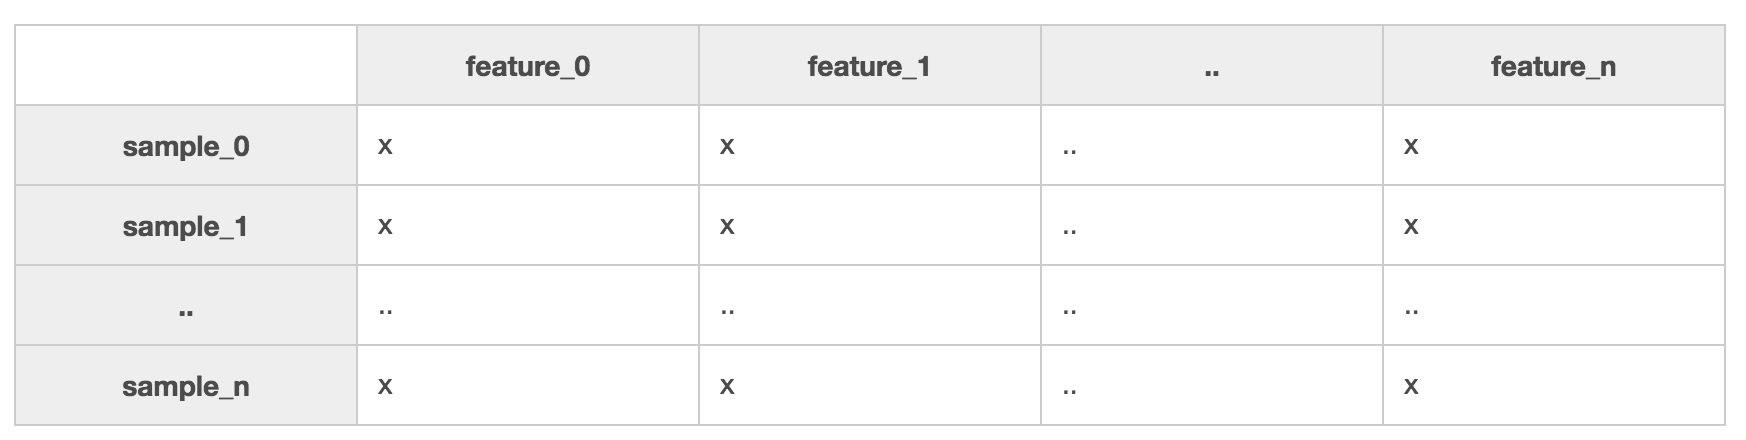 feature_0 feature_1 .. feature_n
sample_0 x x .. x
sample_1 x x .. x
.. .. .. .. ..
sample_n x x .. x